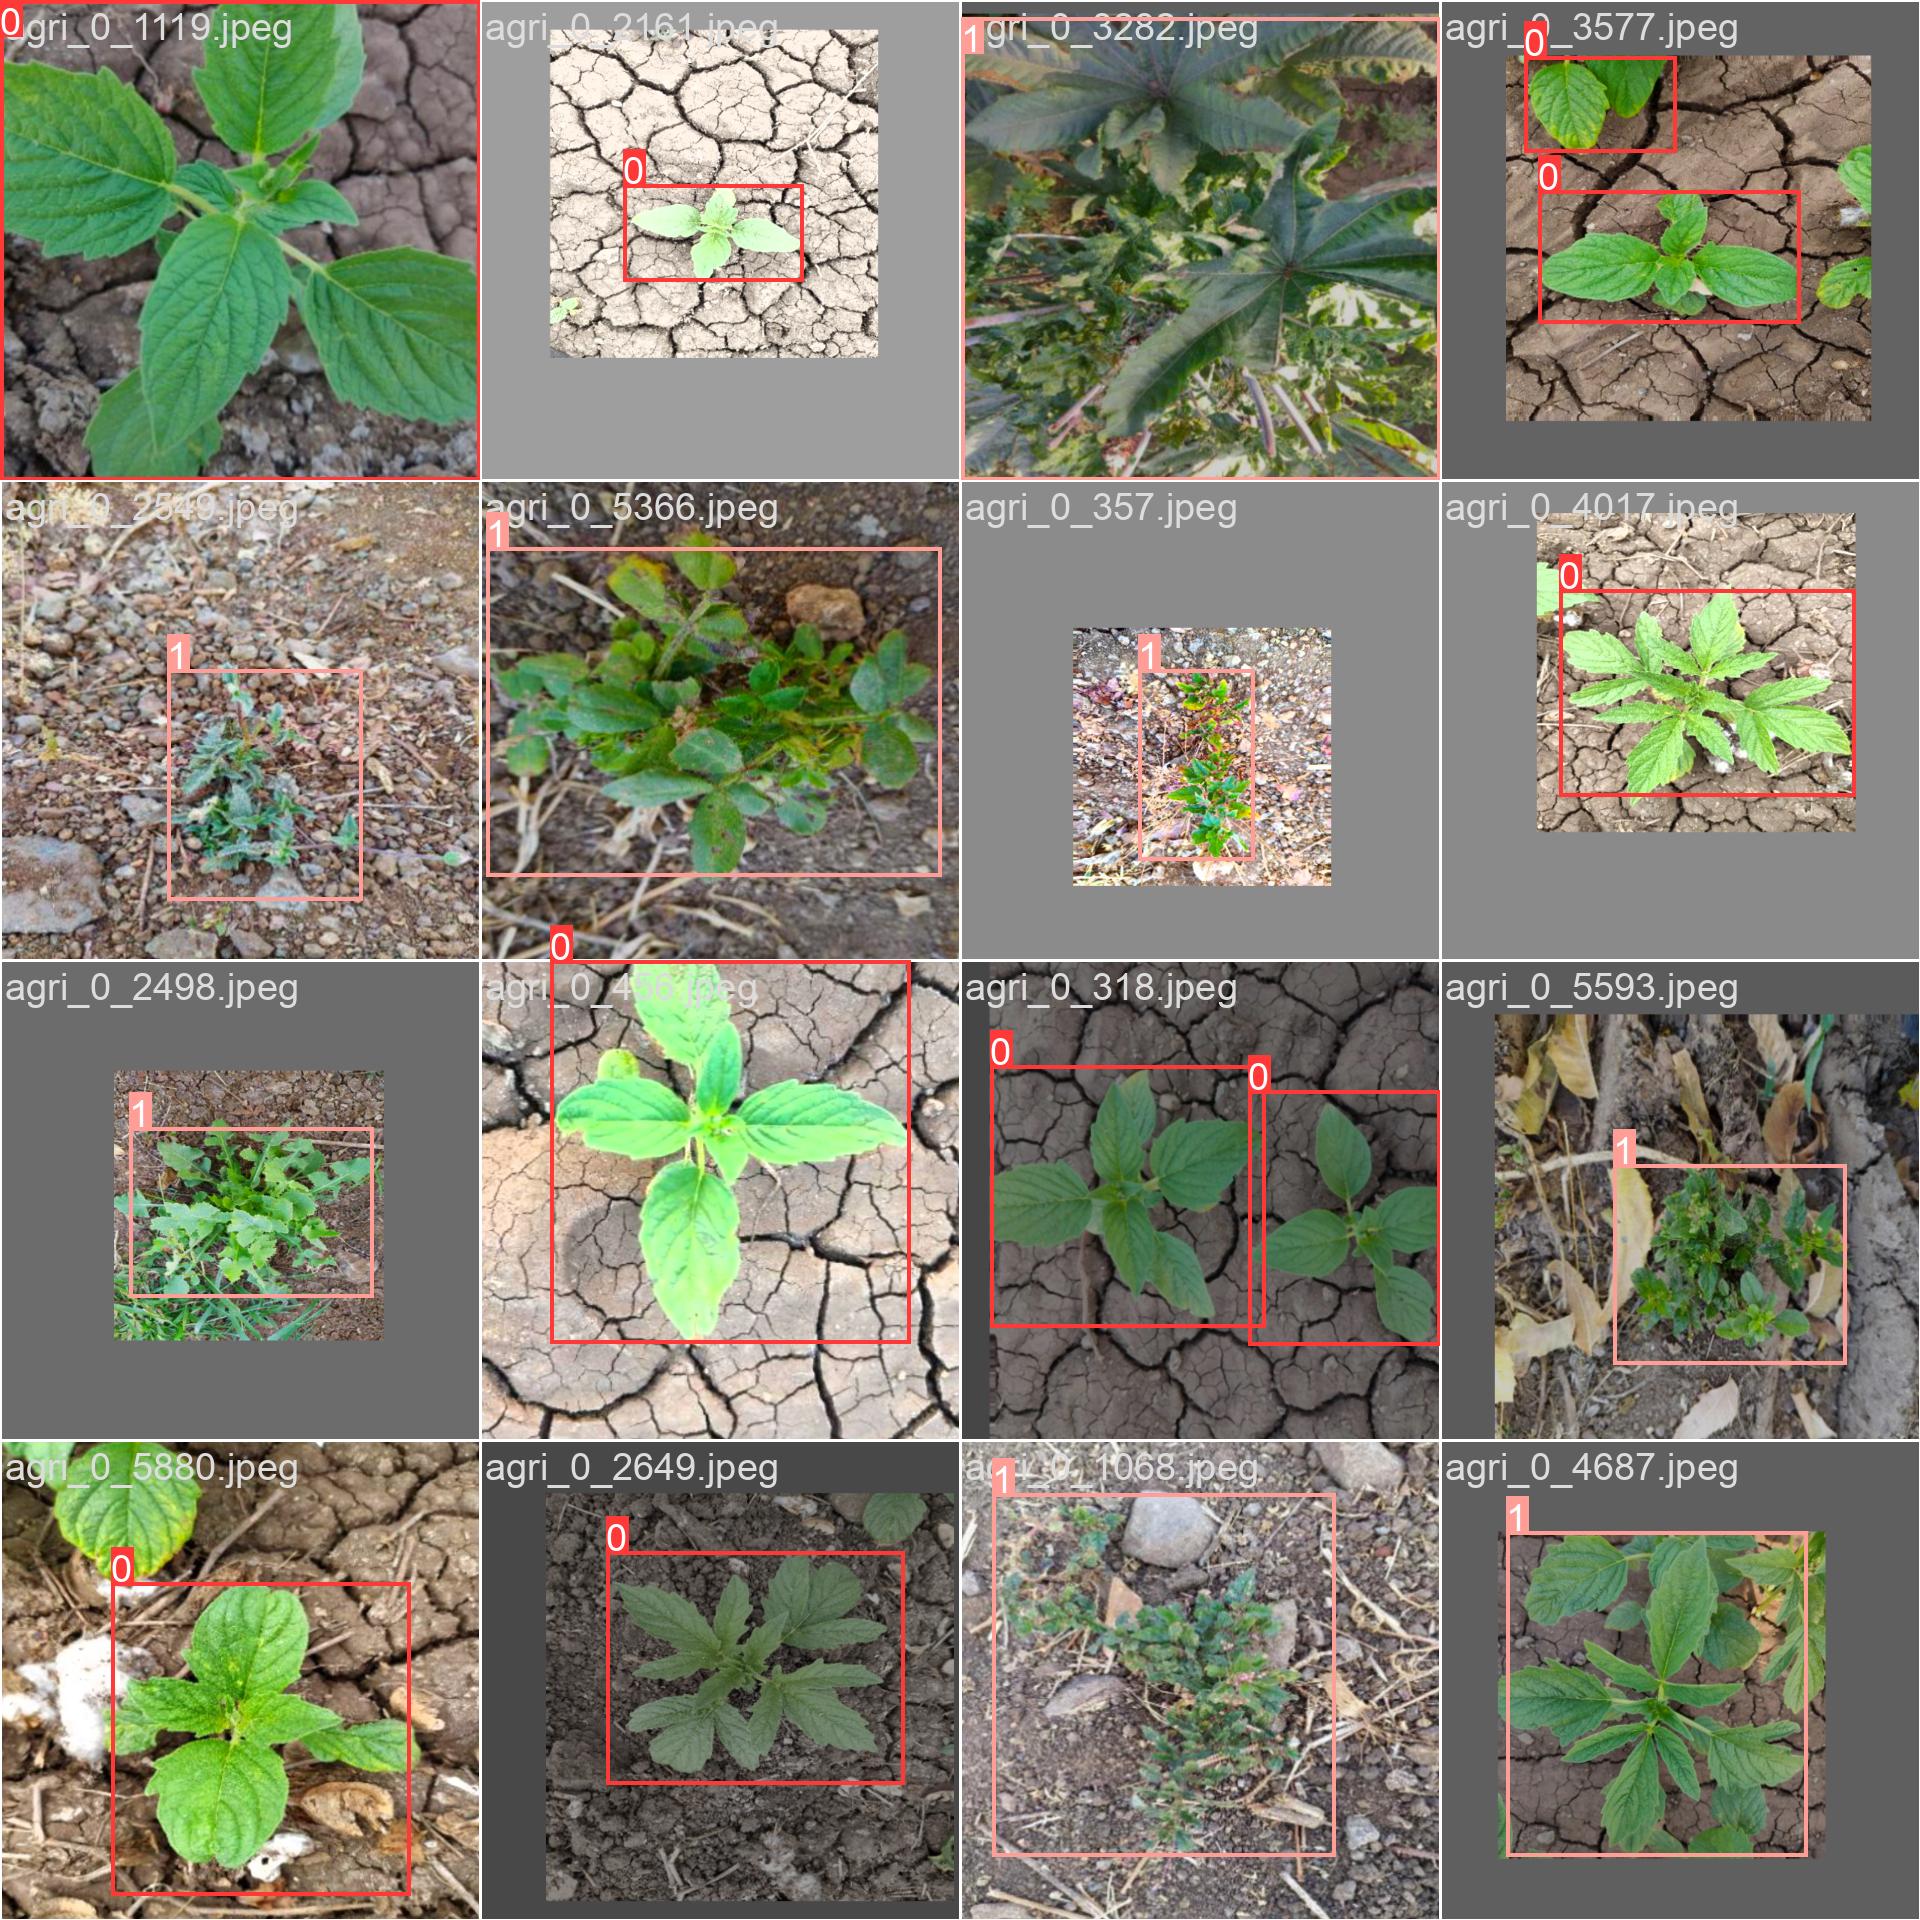 0
agri_0_1119.jpeg
agri_0_2161.jpeg
0
1
agri_0_3282.jpeg
agri_0_3577.jpeg
0
0
agri_0_2549.jpeg
1
agri_0_5366.jpeg
1
agri_0_357.jpeg
1
agri_0_4017.jpeg
0
agri_0_2498.jpeg
1
agri_0_456.jpeg
0
agri_0_318.jpeg
0
0
agri_0_5593.jpeg
1
agri_0_5880.jpeg
0
agri_0_2649.jpeg
0
agri_0_1068.jpeg
1
agri_0_4687.jpeg
1